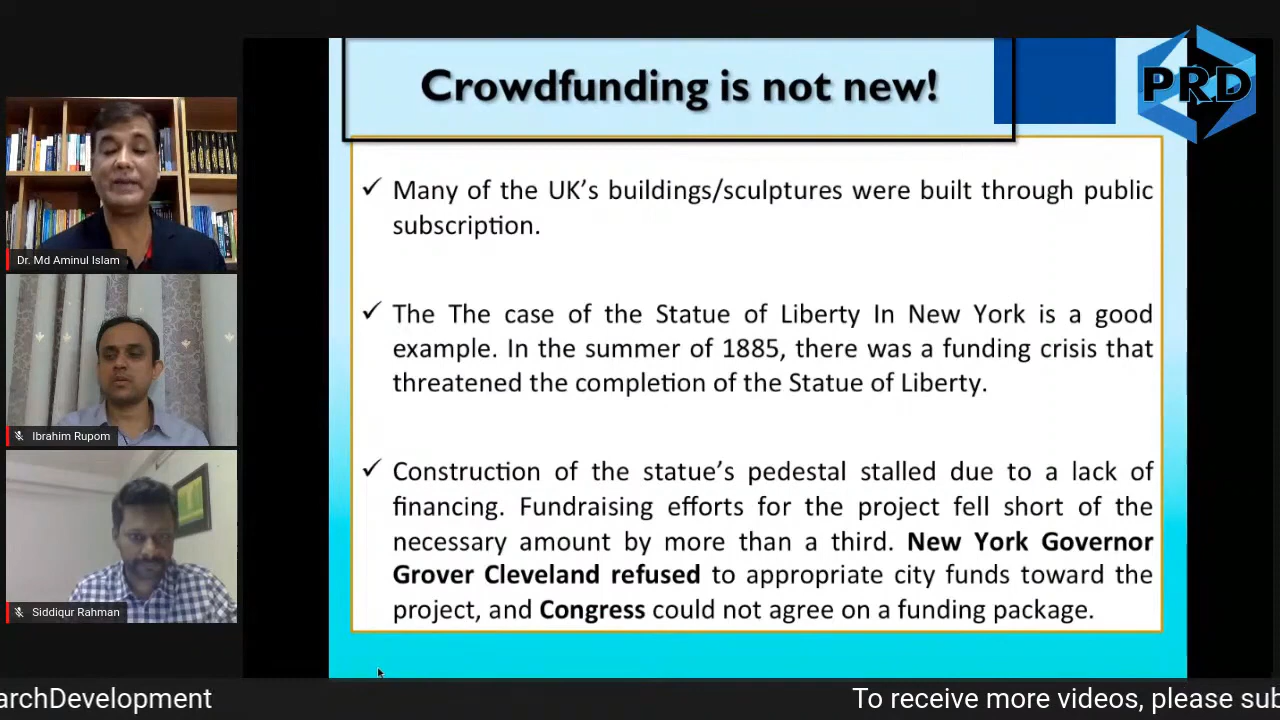 Crowdfunding is not new!
PRD
Many of the UK's buildings/sculptures were built through public
subscription.
The The case of the Statue of Liberty In New York is a good
example. In the summer of 1885, there was a funding crisis that
threatened the completion of the Statue of Liberty.
Construction of the statue's pedestal stalled due to a lack of
financing. Fundraising efforts for the project fell short of the
necessary amount by more than a third. New York Governor
Grover Cleveland refused to appropriate city funds toward the
project, and Congress could not agree on a funding package.
Dr. Md Aminul Islam
Ibrahim Rupom
Siddiqur Rahman
archDevelopment
To receive more videos, please sub